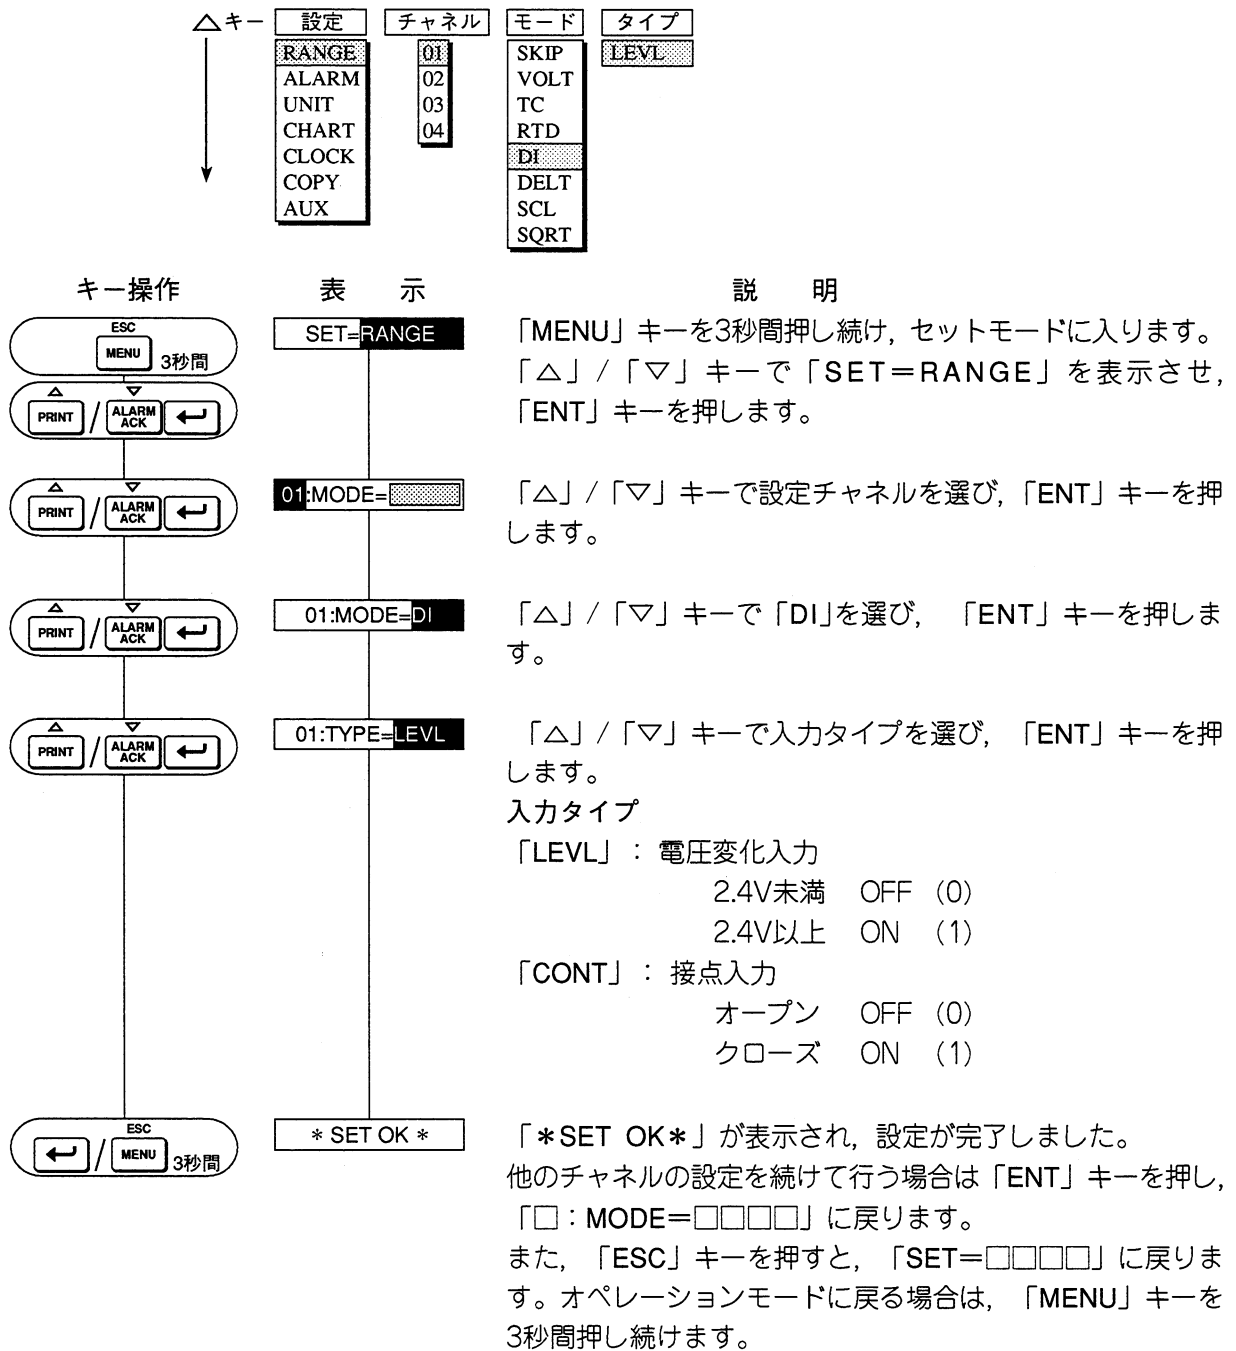 △キー 設定 チャネル モード タイプ
RANGE 01 SKIP LEVL
ALARM 02 VOLT
UNIT 03 TC
CHART 04 RTD
CLOCK DI
COPY DELT
AUX SCL
SQRT
キー操作 表 示 説 明
ESC
MENU 3秒間
SET=RANGE
「MENU」キーを3秒間押し続け，セットモードに入ります。
「△」/「▽」キーで「SET＝RANGE」を表示させ，
「ENT」キーを押します。
△ ▽
PRINT / ALARM ACK ↵
△ ▽
PRINT / ALARM ACK ↵
01:MODE=
「△」/「▽」キーで設定チャネルを選び，「ENT」キーを押
します。
△ ▽
PRINT / ALARM ACK ↵
01:MODE=DI
「△」/「▽」キーで「DI」を選び，「ENT」キーを押しま
す。
△ ▽
PRINT / ALARM ACK ↵
01:TYPE=LEVL
「△」/「▽」キーで入力タイプを選び，「ENT」キーを押
します。
入力タイプ
「LEVL」：電圧変化入力
2.4V未満 OFF (0)
2.4V以上 ON (1)
「CONT」：接点入力
オープン OFF (0)
クローズ ON (1)
ESC
↵ / MENU 3秒間
＊SET OK＊
「＊SET OK＊」が表示され，設定が完了しました。
他のチャネルの設定を続けて行う場合は「ENT」キーを押し，
「□：MODE＝□□□□」に戻ります。
また，「ESC」キーを押すと，「SET＝□□□□」に戻りま
す。オペレーションモードに戻る場合は，「MENU」キーを
3秒間押し続けます。